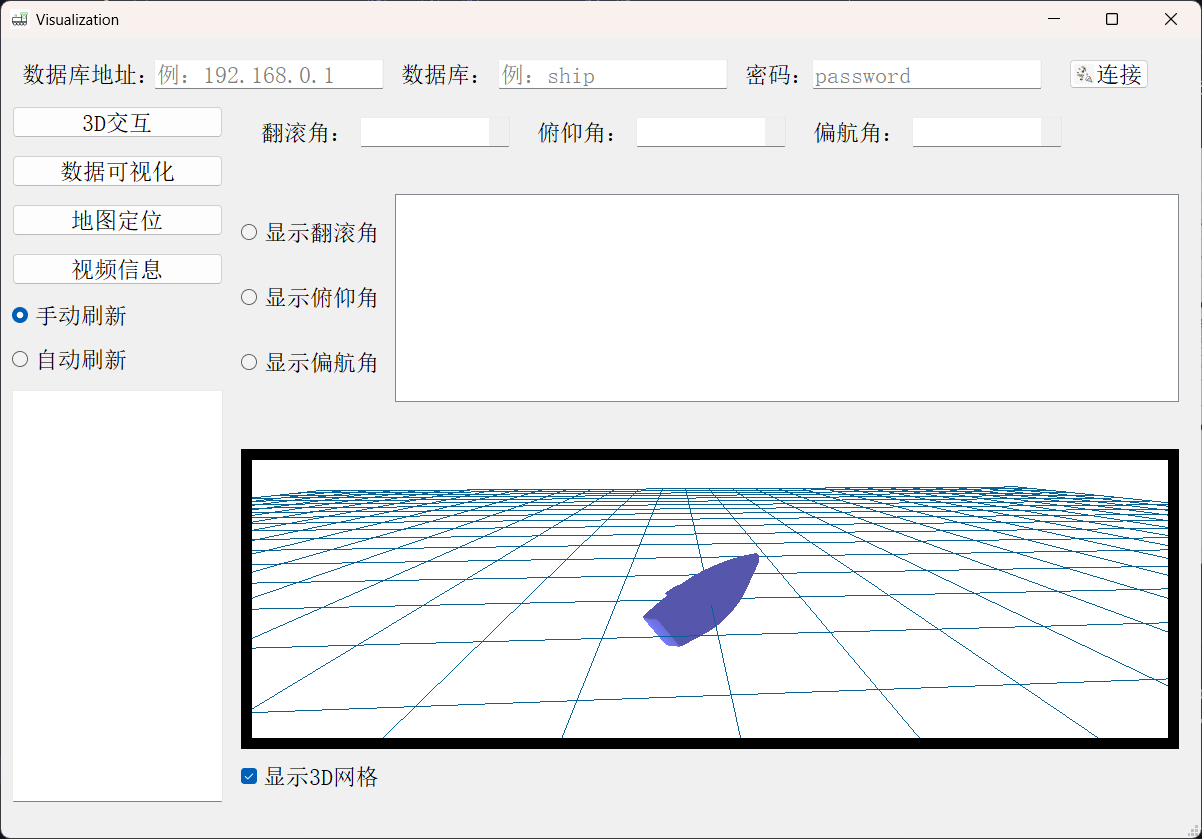 Visualization
数据库地址： 例：192.168.0.1 数据库： 例：ship 密码： password 连接
3D交互
翻滚角： 俯仰角： 偏航角：
数据可视化
地图定位
显示翻滚角
视频信息
显示俯仰角
手动刷新
自动刷新
显示偏航角
显示3D网格